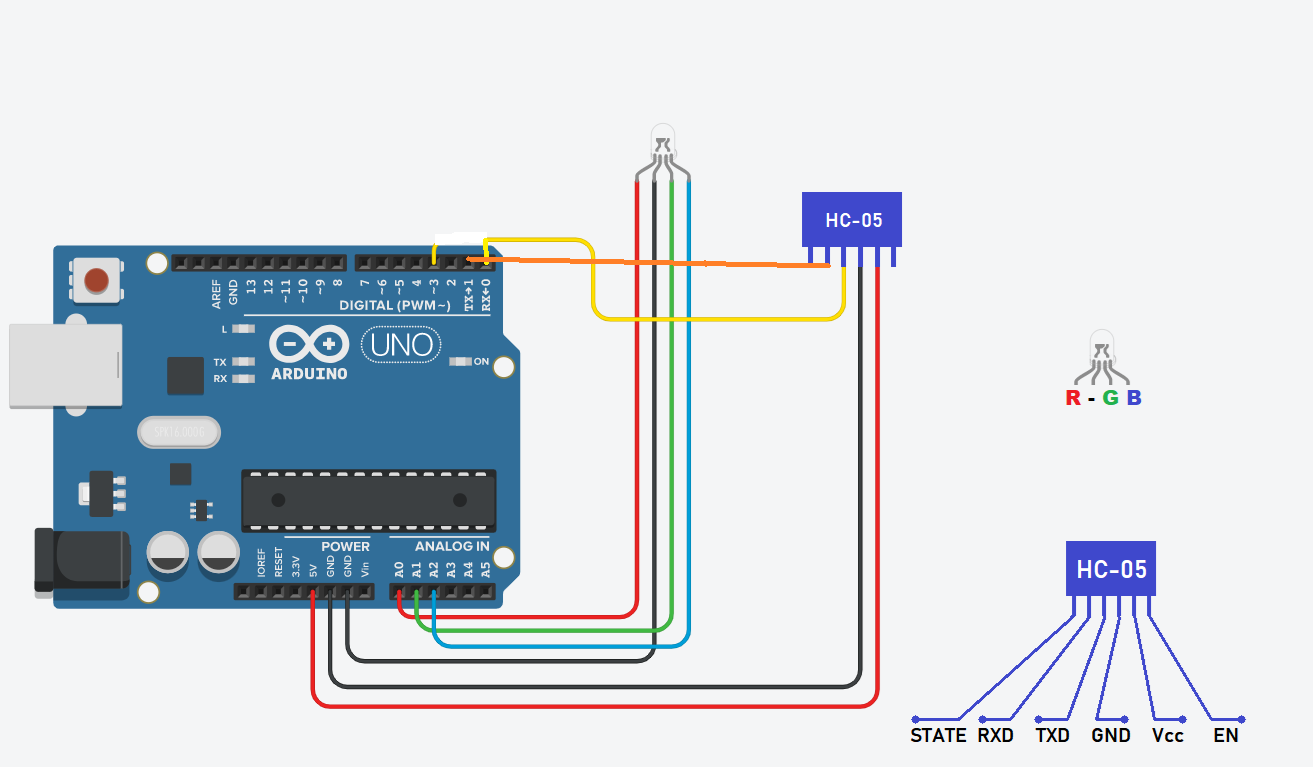 HC-05
AREF
GND
13
12
~11
~10
~9
8
7
~6
~5
4
~3
2
TX→1
RX←0
DIGITAL (PWM~)
L
TX
RX
ARDUINO
UNO
ON
R - G B
SPK16.000G
POWER
ANALOG IN
IOREF
RESET
3.3V
5V
GND
GND
Vin
A0
A1
A2
A3
A4
A5
HC-05
STATE RXD TXD GND Vcc EN